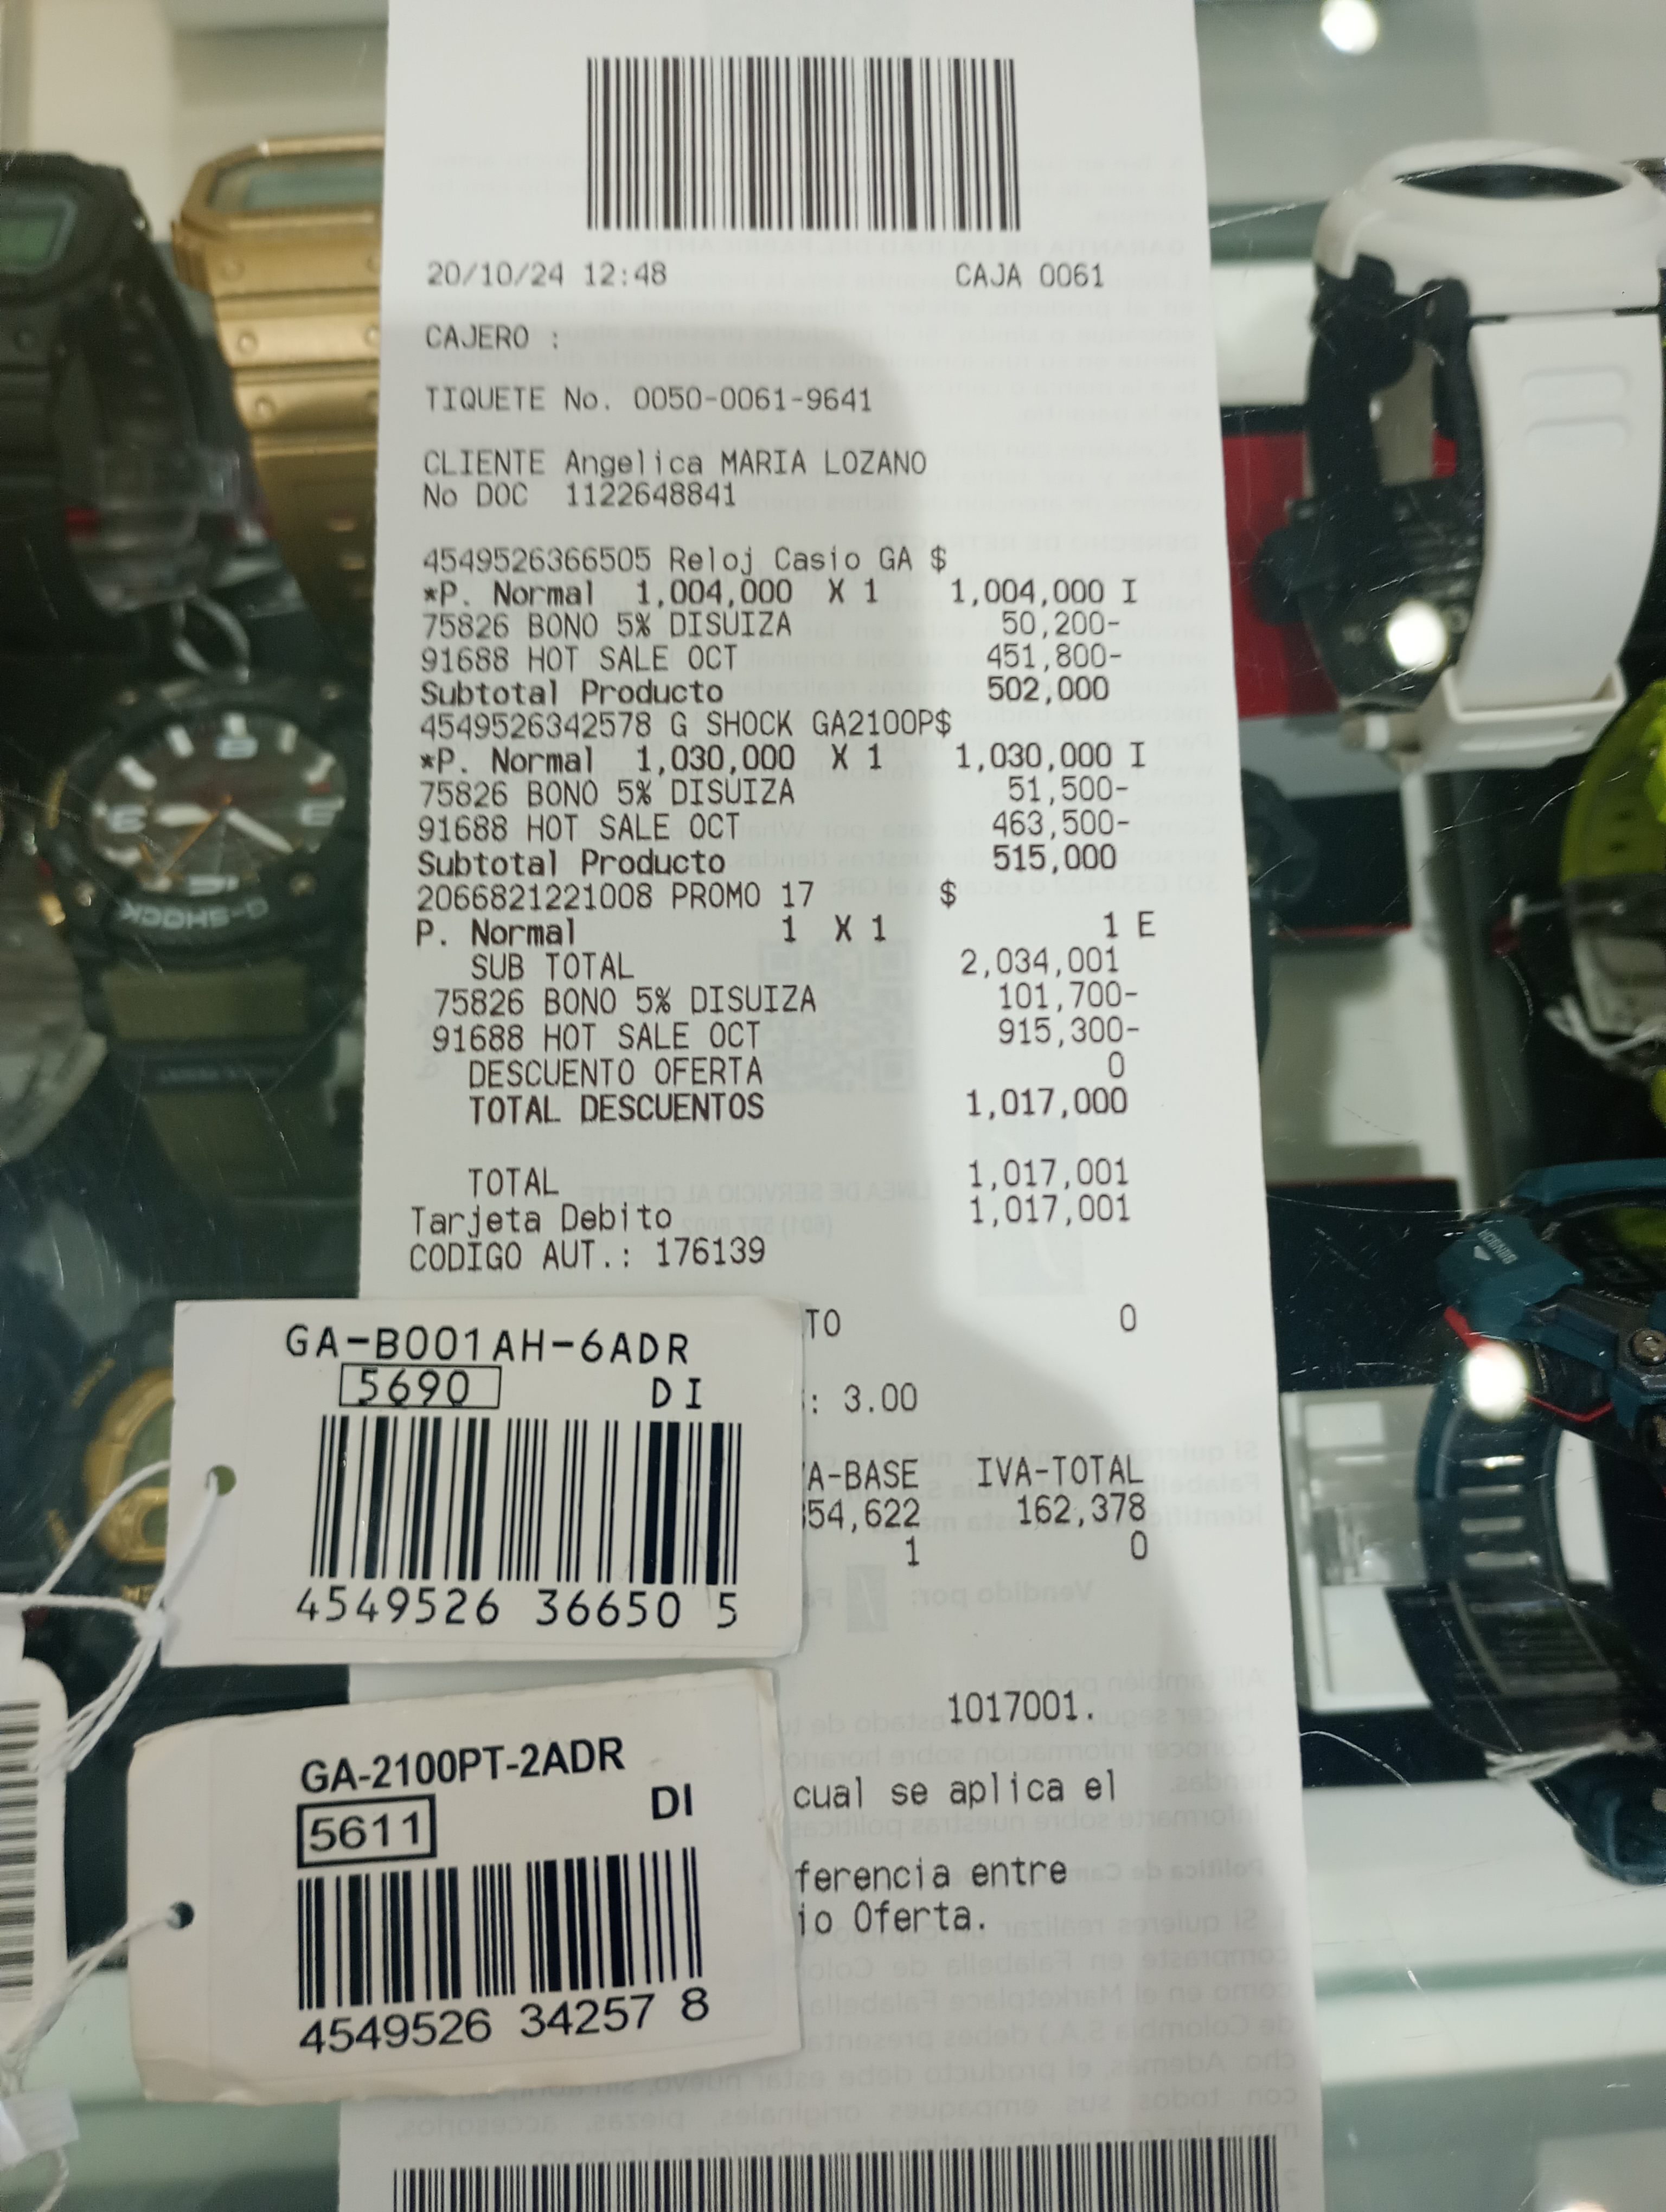 20/10/24 12:48 CAJA 0061
CAJERO :
TIQUETE No. 0050-0061-9641
CLIENTE Angelica MARIA LOZANO
No DOC 1122648841
4549526366505 Reloj Casio GA $
*P. Normal 1,004,000 X 1 1,004,000 I
75826 BONO 5% DISUIZA 50,200-
91688 HOT SALE OCT 451,800-
Subtotal Producto 502,000
4549526342578 G SHOCK GA2100P$
*P. Normal 1,030,000 X 1 1,030,000 I
75826 BONO 5% DISUIZA 51,500-
91688 HOT SALE OCT 463,500-
Subtotal Producto 515,000
2066821221008 PROMO 17 $
P. Normal 1 X 1 1 E
SUB TOTAL 2,034,001
75826 BONO 5% DISUIZA 101,700-
91688 HOT SALE OCT 915,300-
DESCUENTO OFERTA 0
TOTAL DESCUENTOS 1,017,000
TOTAL 1,017,001
Tarjeta Debito 1,017,001
CODIGO AUT.: 176139
TO 0
: 3.00
A-BASE IVA-TOTAL
54,622 162,378
1 0
1017001.
cual se aplica el
ferencia entre
io Oferta.
GA-B001AH-6ADR
5690 DI
4549526 36650 5
GA-2100PT-2ADR
5611 DI
4549526 34257 8
G-SHOCK